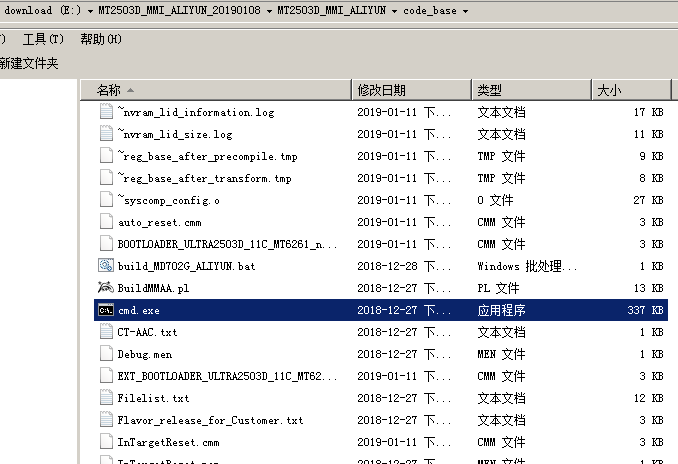 download (E:) ▾ MT2503D_MMI_ALIYUN_20190108 ▾ MT2503D_MMI_ALIYUN ▾ code_base ▾
) 工具(T) 帮助(H)
新建文件夹
名称 修改日期 类型 大小
~nvram_lid_information.log 2019-01-11 下... 文本文档 17 KB
~nvram_lid_size.log 2019-01-11 下... 文本文档 11 KB
~reg_base_after_precompile.tmp 2019-01-11 下... TMP 文件 9 KB
~reg_base_after_transform.tmp 2019-01-11 下... TMP 文件 8 KB
~syscomp_config.o 2019-01-11 下... O 文件 27 KB
auto_reset.cmm 2019-01-11 下... CMM 文件 3 KB
BOOTLOADER_ULTRA2503D_11C_MT6261_n... 2019-01-11 下... CMM 文件 3 KB
build_MD702G_ALIYUN.bat 2018-12-28 下... Windows 批处理... 1 KB
BuildMMAA.pl 2018-12-27 下... PL 文件 13 KB
cmd.exe 2018-12-27 下... 应用程序 337 KB
CT-AAC.txt 2018-12-27 下... 文本文档 1 KB
Debug.men 2018-12-27 下... MEN 文件 1 KB
EXT_BOOTLOADER_ULTRA2503D_11C_MT62... 2019-01-11 下... CMM 文件 3 KB
Filelist.txt 2018-12-27 下... 文本文档 12 KB
Flavor_release_for_Customer.txt 2018-12-27 下... 文本文档 3 KB
InTargetReset.cmm 2019-01-11 下... CMM 文件 3 KB